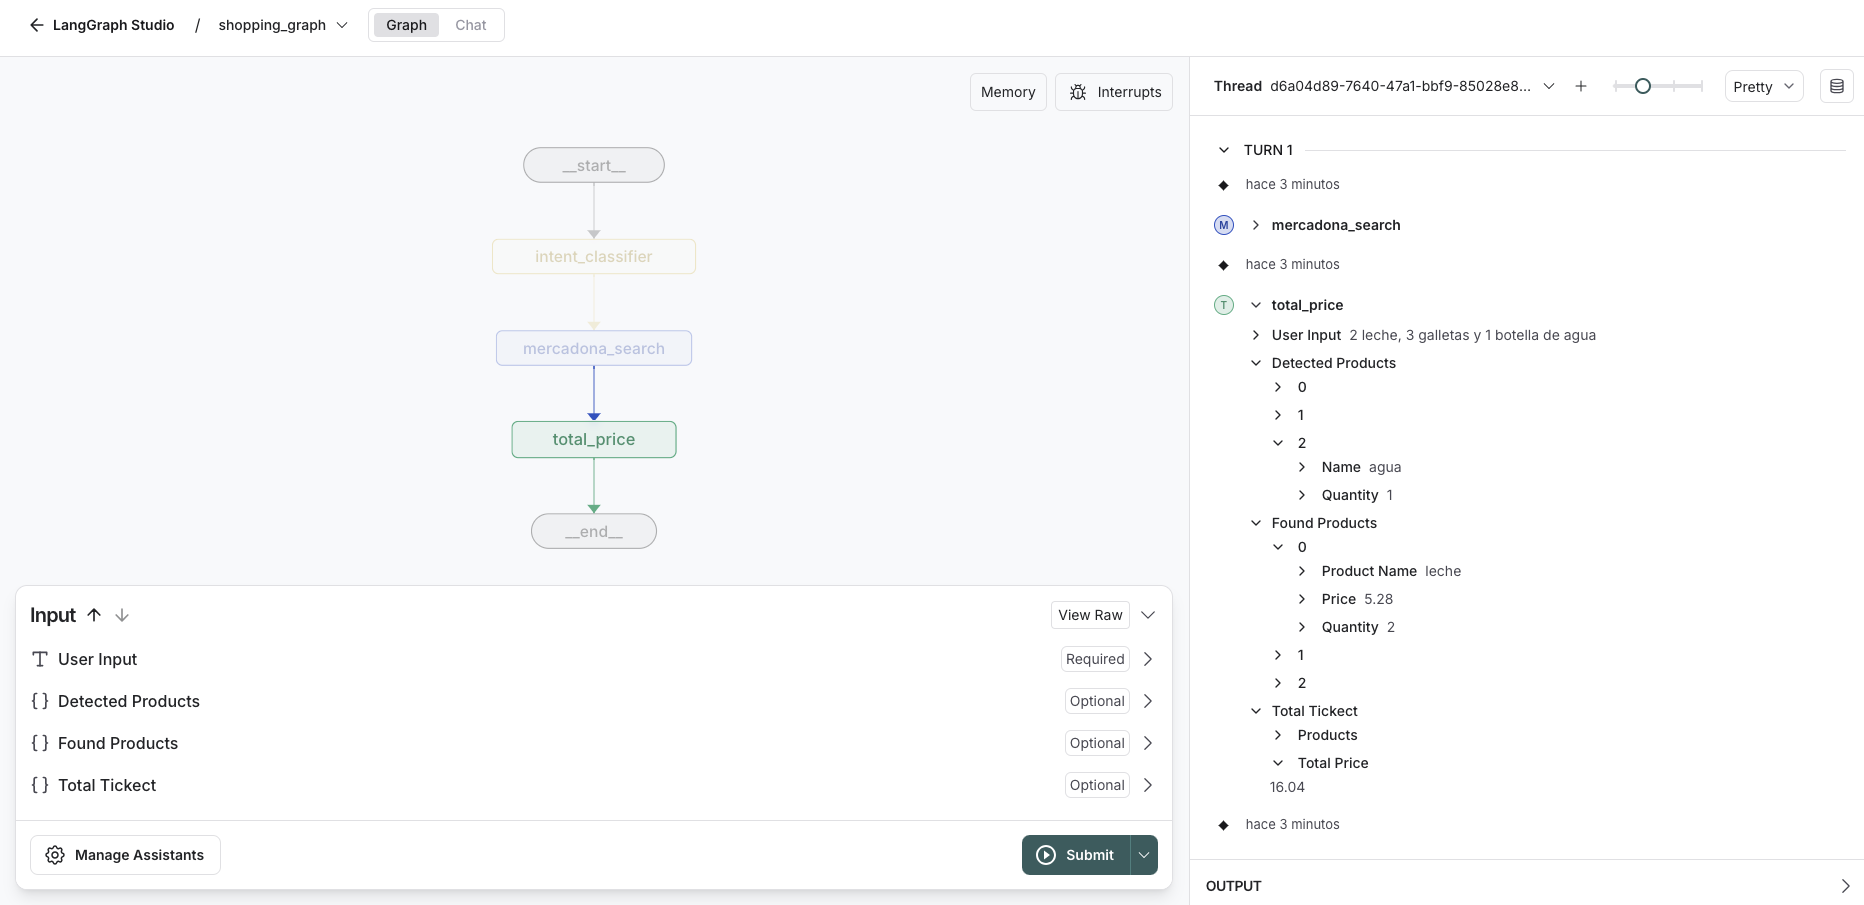 LangGraph Studio / shopping_graph Graph Chat
Memory Interrupts
__start__
intent_classifier
mercadona_search
total_price
__end__
Input View Raw
User Input Required
Detected Products Optional
Found Products Optional
Total Tickect Optional
Manage Assistants Submit
Thread d6a04d89-7640-47a1-bbf9-85028e8... Pretty
TURN 1
hace 3 minutos
M mercadona_search
hace 3 minutos
T total_price
User Input 2 leche, 3 galletas y 1 botella de agua
Detected Products
0
1
2
Name agua
Quantity 1
Found Products
0
Product Name leche
Price 5.28
Quantity 2
1
2
Total Tickect
Products
Total Price
16.04
hace 3 minutos
OUTPUT